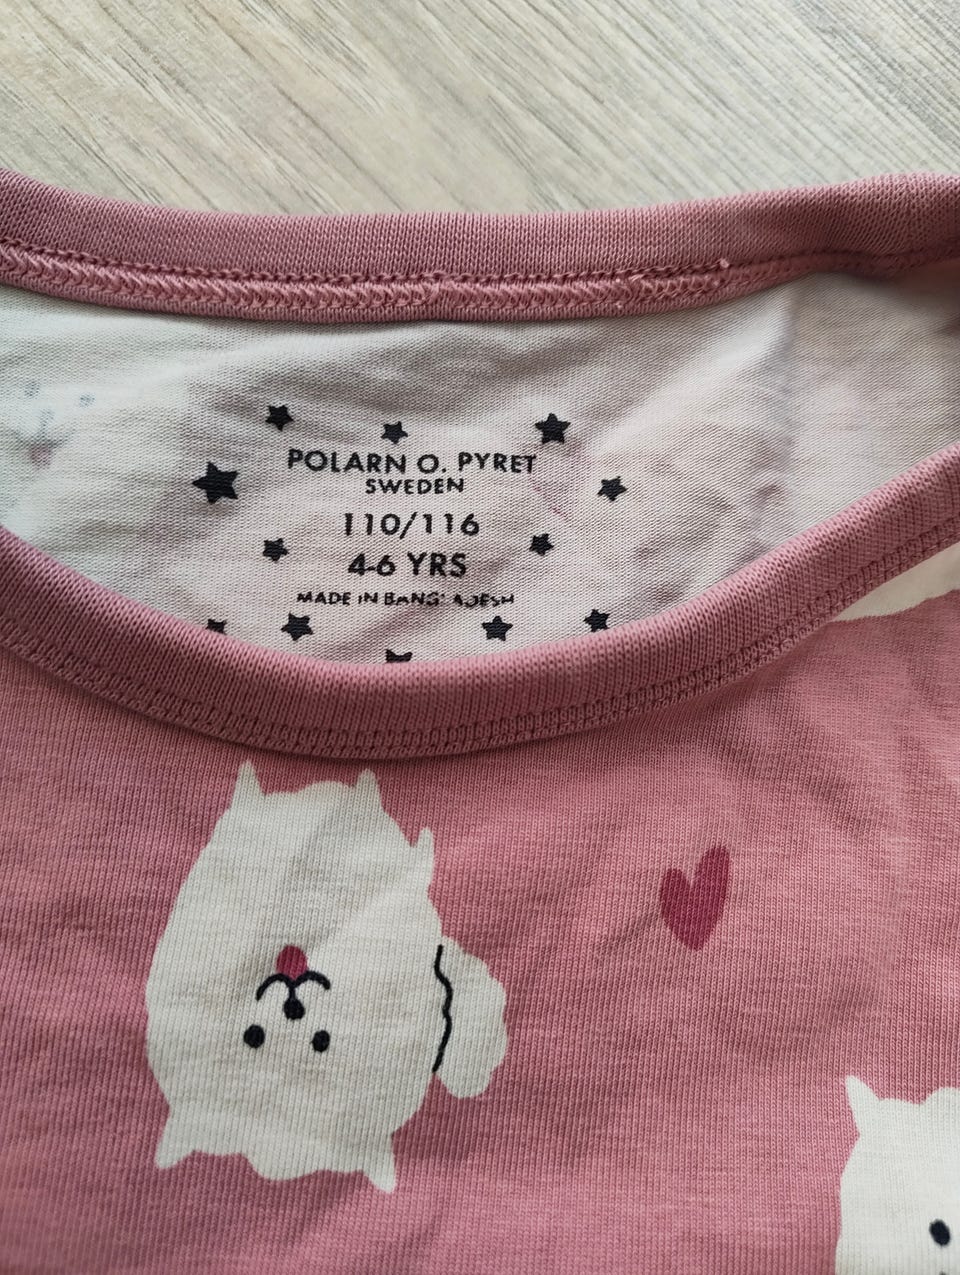 POLARN O. PYRET
SWEDEN
110/116
4-6 YRS
MADE IN BANGLADESH